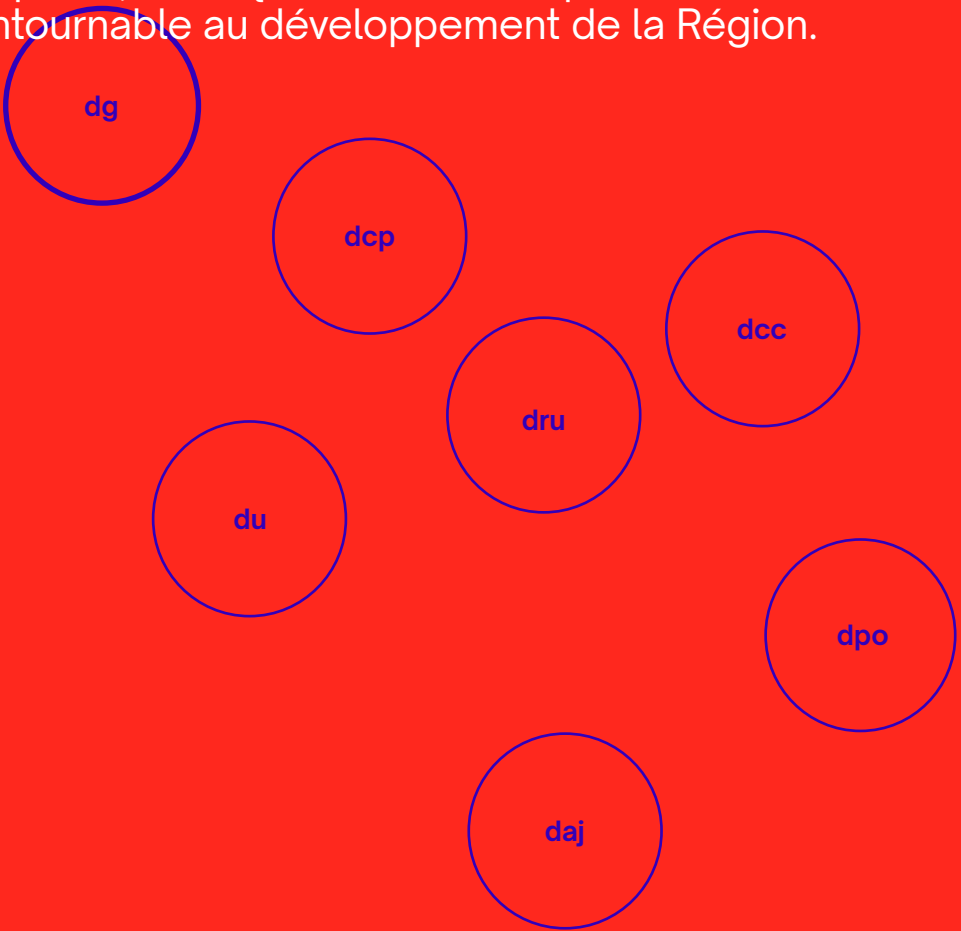 ntournable au développement de la Région.
dg
dcp
dcc
dru
du
dpo
daj